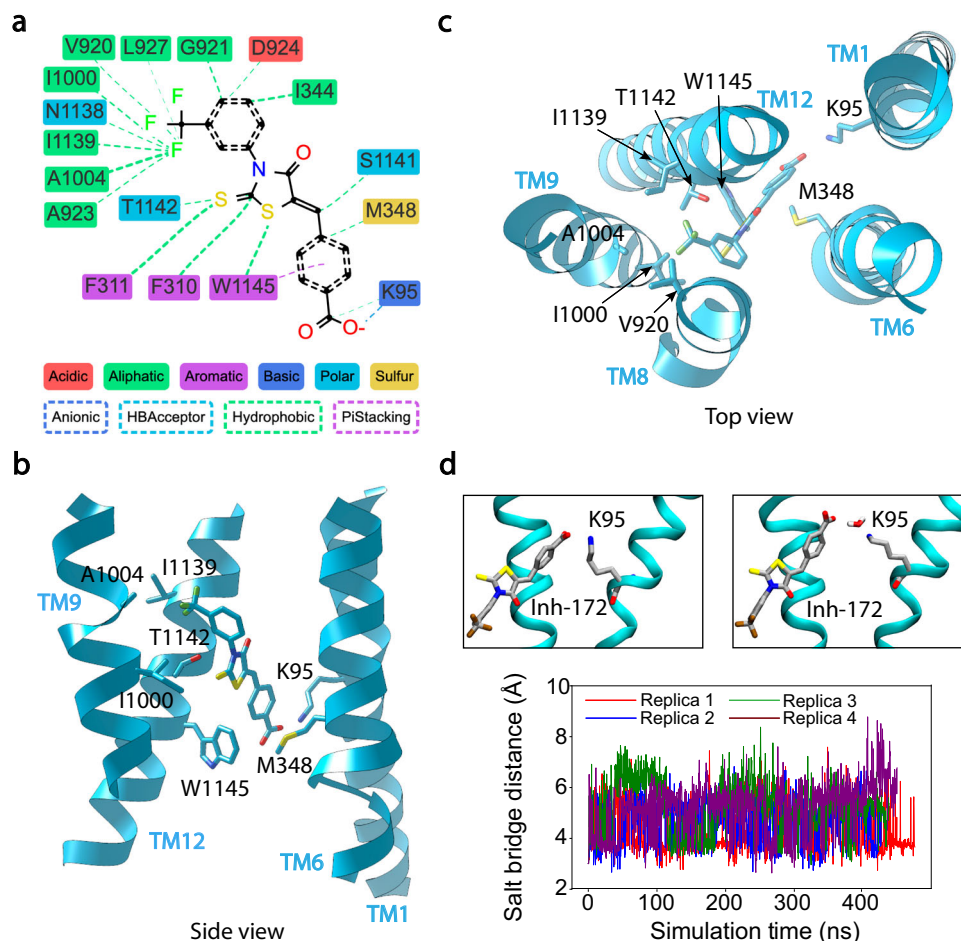 a
V920
L927
G921
D924
I1000
I344
N1138
I1139
A1004
A923
T1142
S1141
M348
F311
F310
W1145
K95
F
F
F
N
O
S
S
O
O-
Acidic
Aliphatic
Aromatic
Basic
Polar
Sulfur
Anionic
HBAcceptor
Hydrophobic
PiStacking
b
A1004
I1139
TM9
T1142
I1000
K95
W1145
M348
TM12
TM6
TM1
Side view
c
TM1
W1145
T1142
TM12
K95
I1139
TM9
M348
A1004
I1000
V920
TM6
TM8
Top view
d
K95
Inh-172
K95
Inh-172
Salt bridge distance (Å)
10
8
6
4
2
Replica 1
Replica 3
Replica 2
Replica 4
0
100
200
300
400
Simulation time (ns)